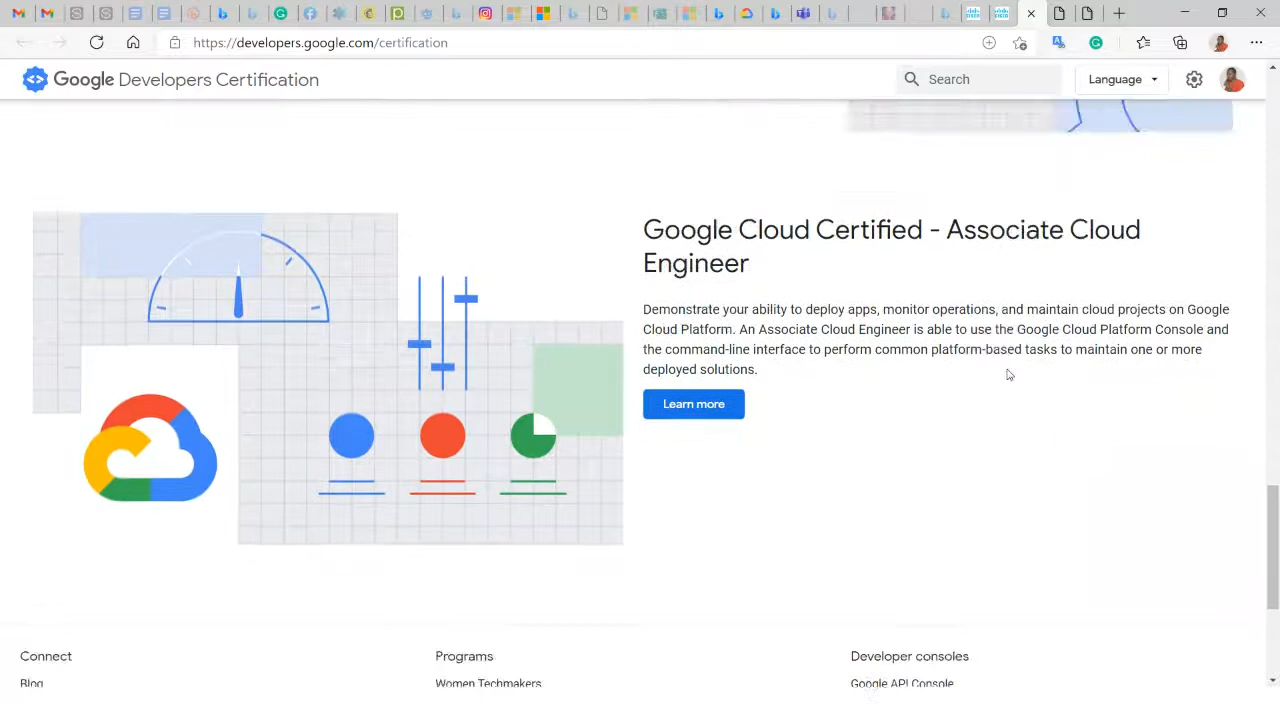 https://developers.google.com/certification
Google Developers Certification
Search
Language
Google Cloud Certified - Associate Cloud
Engineer
Demonstrate your ability to deploy apps, monitor operations, and maintain cloud projects on Google
Cloud Platform. An Associate Cloud Engineer is able to use the Google Cloud Platform Console and
the command-line interface to perform common platform-based tasks to maintain one or more
deployed solutions.
Learn more
Connect
Programs
Developer consoles
Blog
Women Techmakers
Google API Console